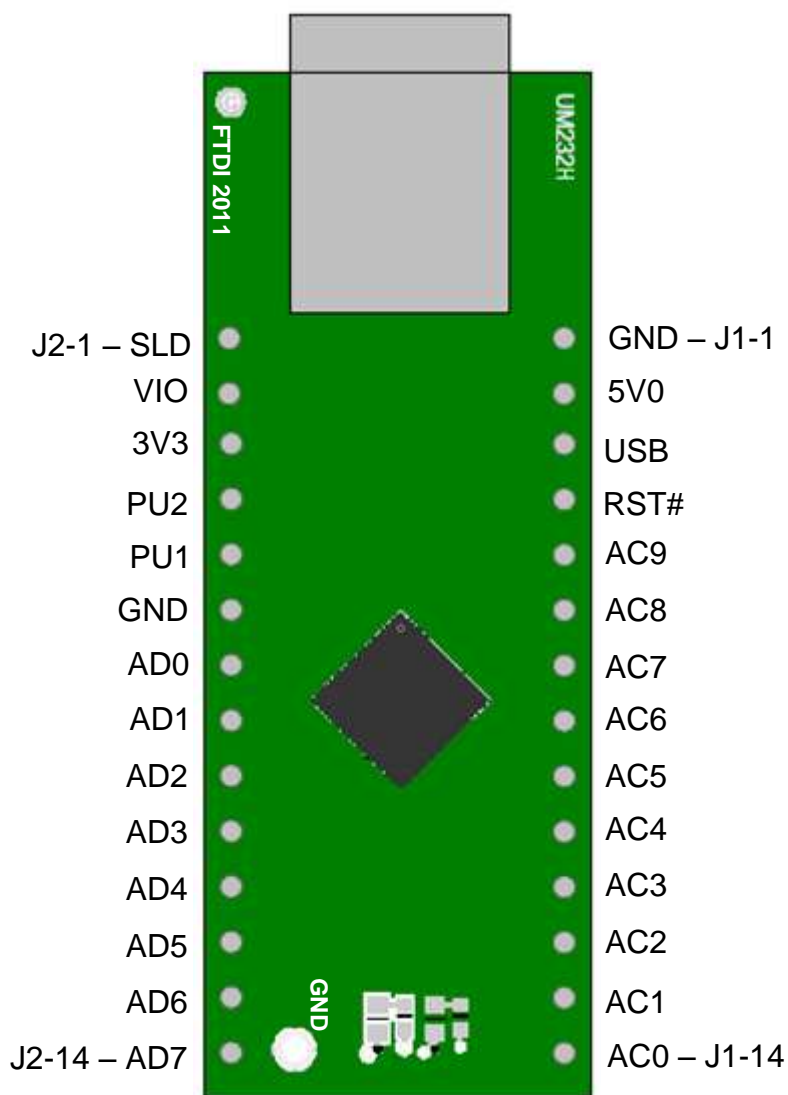 FTDI 2011
UM232H
J2-1 – SLD
VIO
3V3
PU2
PU1
GND
AD0
AD1
AD2
AD3
AD4
AD5
AD6
J2-14 – AD7
GND – J1-1
5V0
USB
RST#
AC9
AC8
AC7
AC6
AC5
AC4
AC3
AC2
AC1
AC0 – J1-14
GND